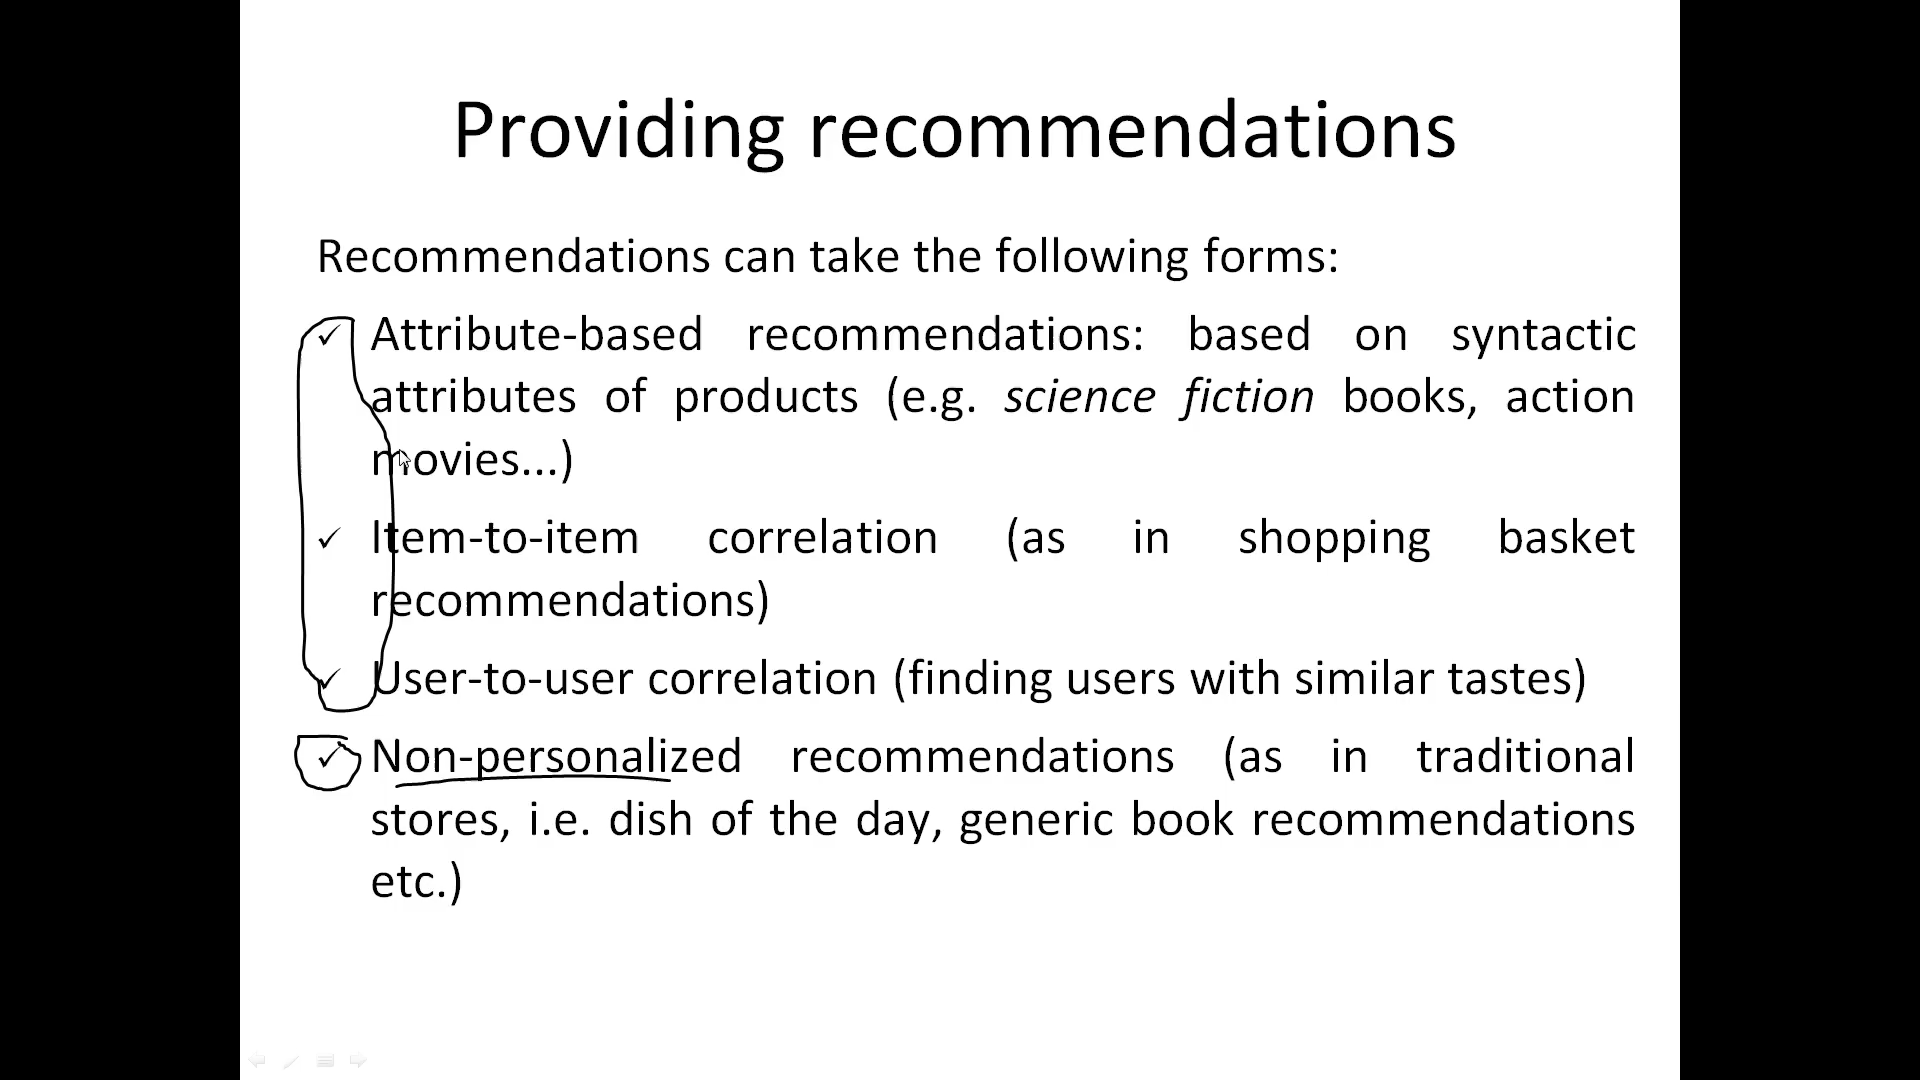 Providing recommendations
Recommendations can take the following forms:
✓ Attribute-based recommendations: based on syntactic
attributes of products (e.g. science fiction books, action
movies...)
✓ Item-to-item correlation (as in shopping basket
recommendations)
✓ User-to-user correlation (finding users with similar tastes)
✓ Non-personalized recommendations (as in traditional
stores, i.e. dish of the day, generic book recommendations
etc.)